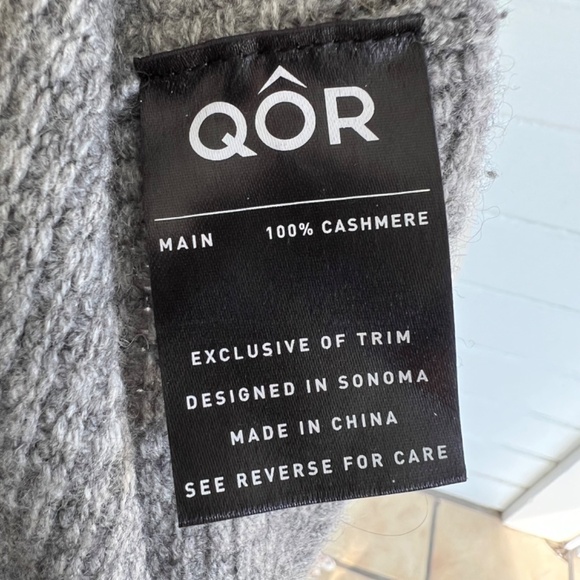 QÔR
MAIN 100% CASHMERE
EXCLUSIVE OF TRIM
DESIGNED IN SONOMA
MADE IN CHINA
SEE REVERSE FOR CARE